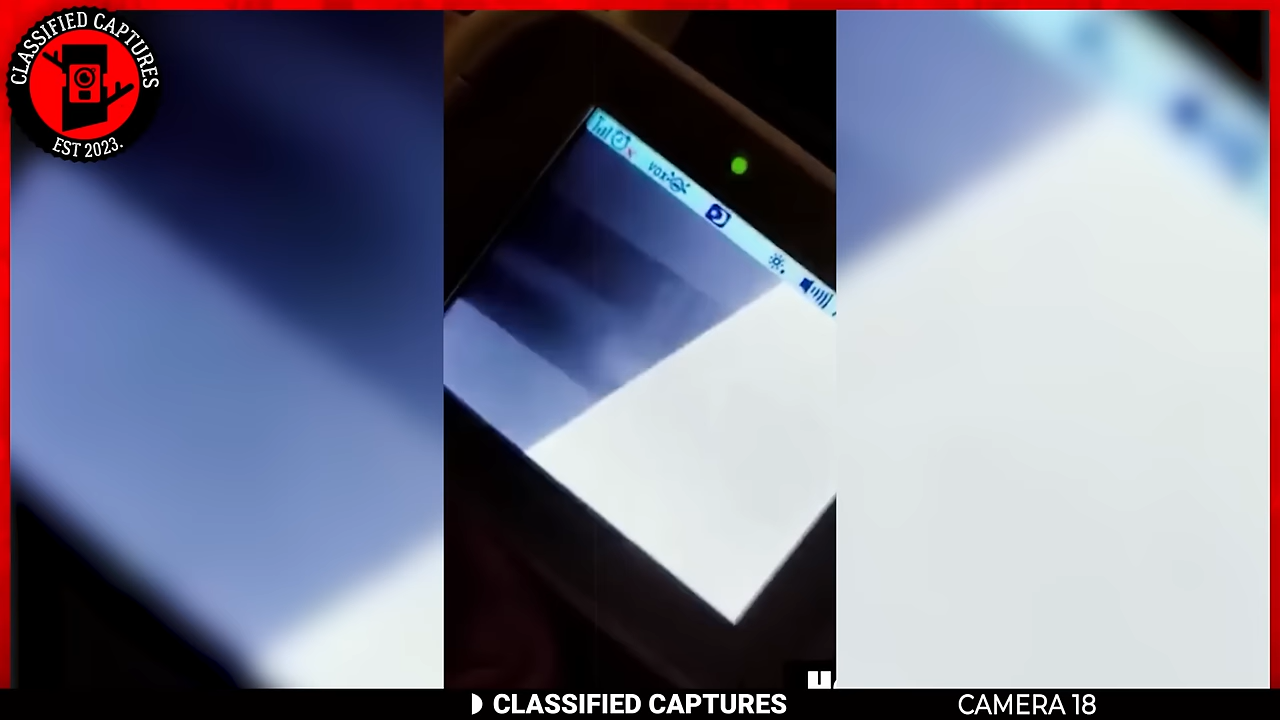 CLASSIFIED CAPTURES
EST 2023.
VOX
CLASSIFIED CAPTURES
CAMERA 18